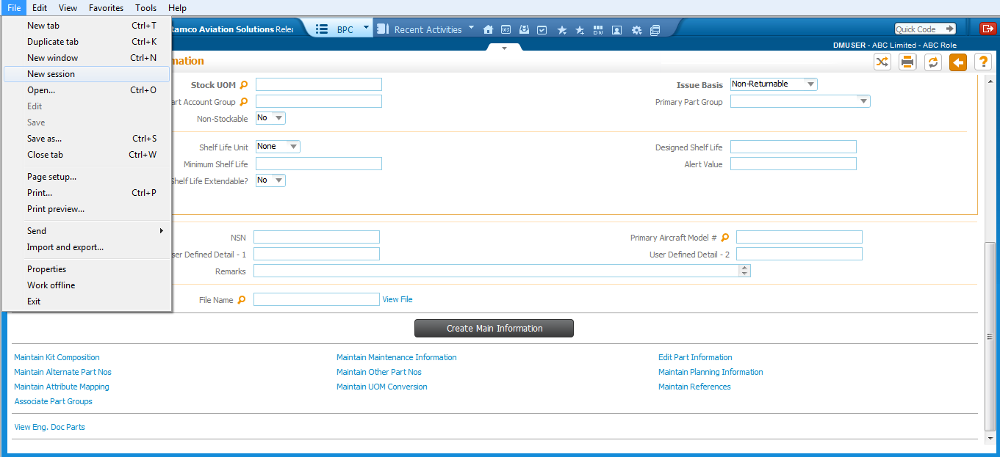 File Edit View Favorites Tools Help
New tab Ctrl+T
Duplicate tab Ctrl+K
New window Ctrl+N
New session
Open... Ctrl+O
Edit
Save
Save as... Ctrl+S
Close tab Ctrl+W
Page setup...
Print... Ctrl+P
Print preview...
Send
Import and export...
Properties
Work offline
Exit
Ramco Aviation Solutions Relea BPC Recent Activities WS DW Quick Code
DMUSER - ABC Limited - ABC Role
mation ?
Stock UOM Issue Basis Non-Returnable
art Account Group Primary Part Group
Non-Stockable No
Shelf Life Unit None Designed Shelf Life
Minimum Shelf Life Alert Value
Shelf Life Extendable? No
NSN Primary Aircraft Model #
ser Defined Detail - 1 User Defined Detail - 2
Remarks
File Name View File
Create Main Information
Maintain Kit Composition Maintain Maintenance Information Edit Part Information
Maintain Alternate Part Nos Maintain Other Part Nos Maintain Planning Information
Maintain Attribute Mapping Maintain UOM Conversion Maintain References
Associate Part Groups
View Eng. Doc Parts